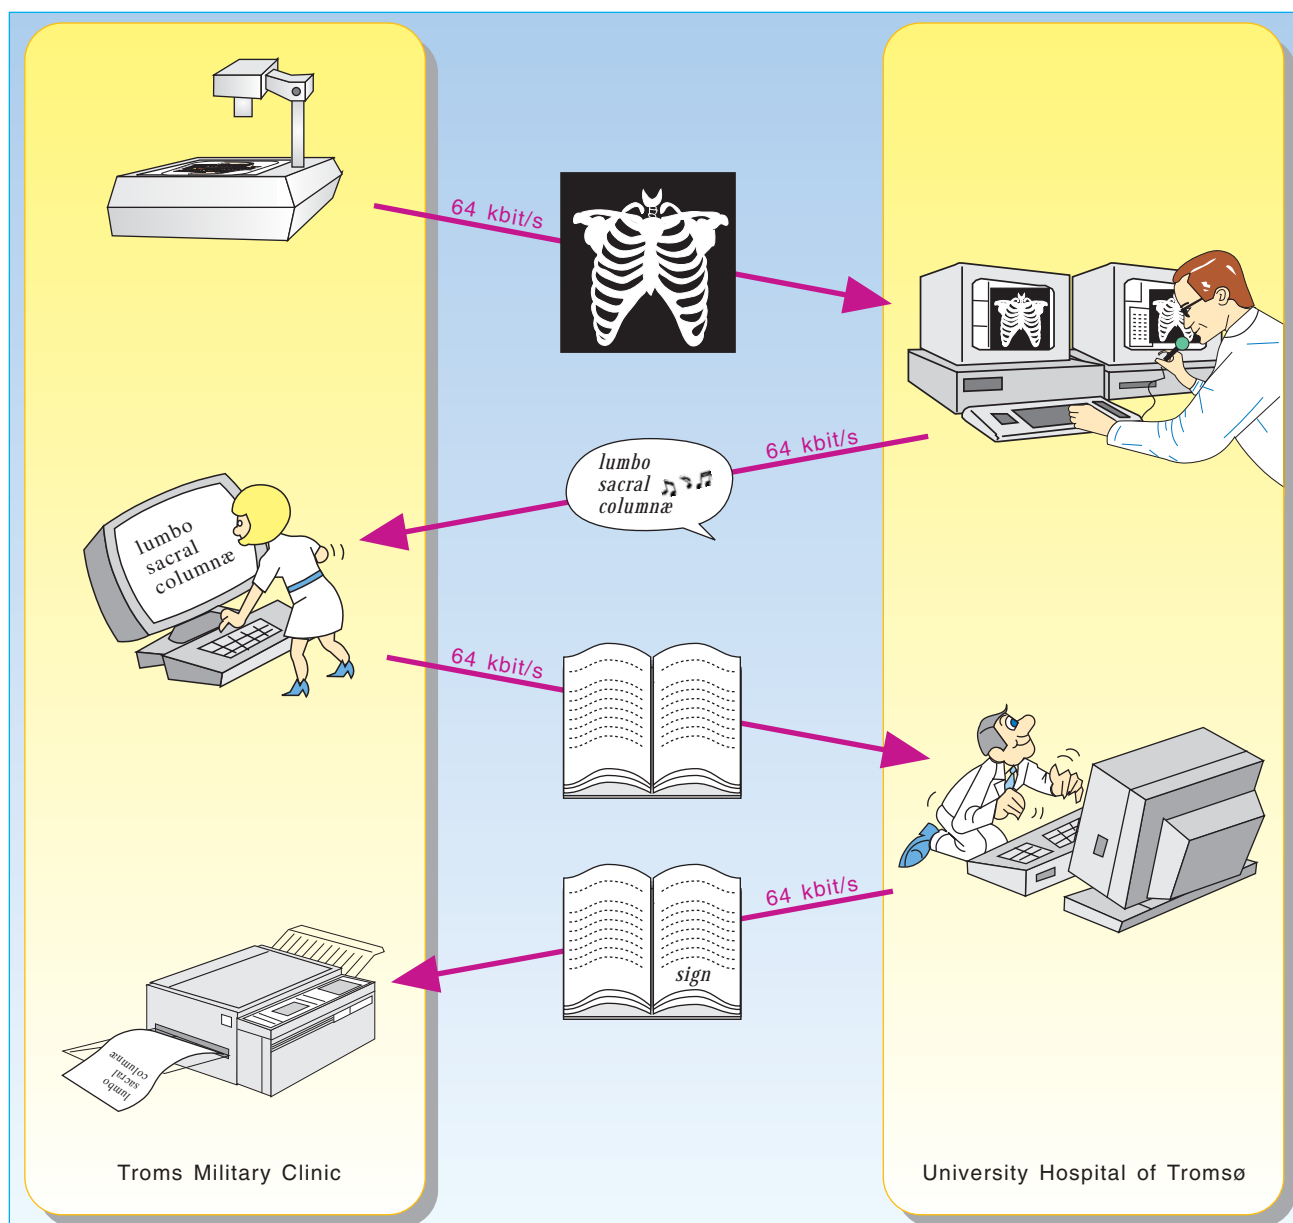 64 kbit/s
64 kbit/s
lumbo
sacral
columnæ
lumbo
sacral
columnæ
64 kbit/s
64 kbit/s
sign
lumbo
sacral
columnæ
Troms Military Clinic
University Hospital of Tromsø